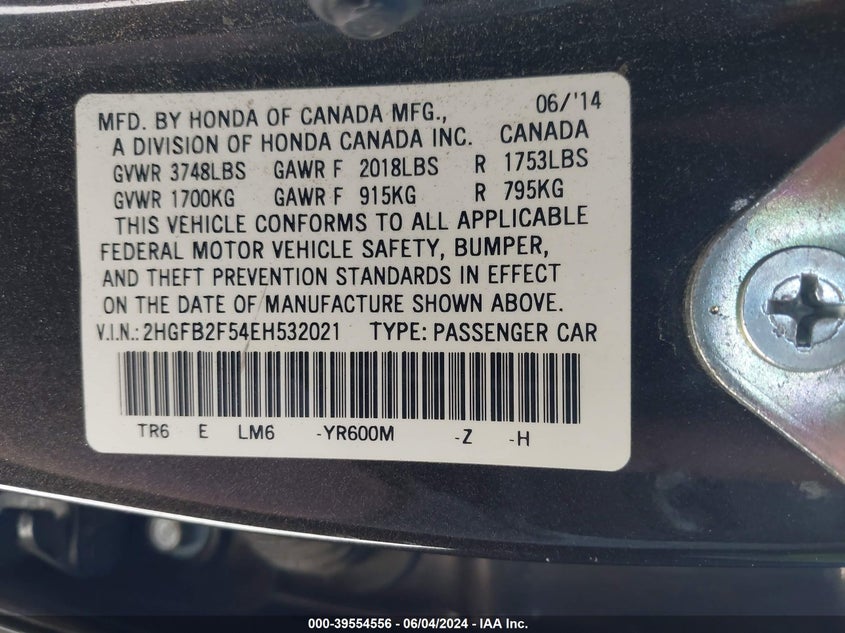 MFD. BY HONDA OF CANADA MFG., 06/'14
A DIVISION OF HONDA CANADA INC. CANADA
GVWR 3748LBS GAWR F 2018LBS R 1753LBS
GVWR 1700KG GAWR F 915KG R 795KG
THIS VEHICLE CONFORMS TO ALL APPLICABLE
FEDERAL MOTOR VEHICLE SAFETY, BUMPER,
AND THEFT PREVENTION STANDARDS IN EFFECT
ON THE DATE OF MANUFACTURE SHOWN ABOVE.
V.I.N.: 2HGFB2F54EH532021 TYPE: PASSENGER CAR
TR6 E LM6 -YR600M -Z -H
000-39554556 - 06/04/2024 - IAA Inc.